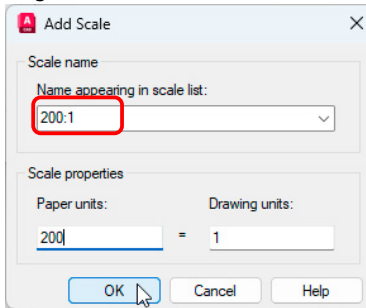 Add Scale
Scale name
Name appearing in scale list:
200:1
Scale properties
Paper units: Drawing units:
200 = 1
OK Cancel Help